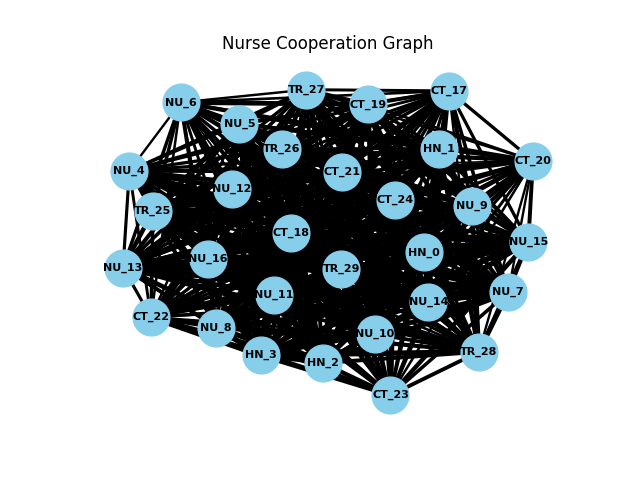 Nurse Cooperation Graph
TR_27
CT_17
NU_6
CT_19
NU_5
TR_26
HN_1
CT_20
NU_4
CT_21
NU_12
CT_24
TR_25
NU_9
CT_18
NU_15
HN_0
NU_16
NU_13
TR_29
NU_7
NU_11
NU_14
CT_22
NU_8
NU_10
TR_28
HN_3
HN_2
CT_23